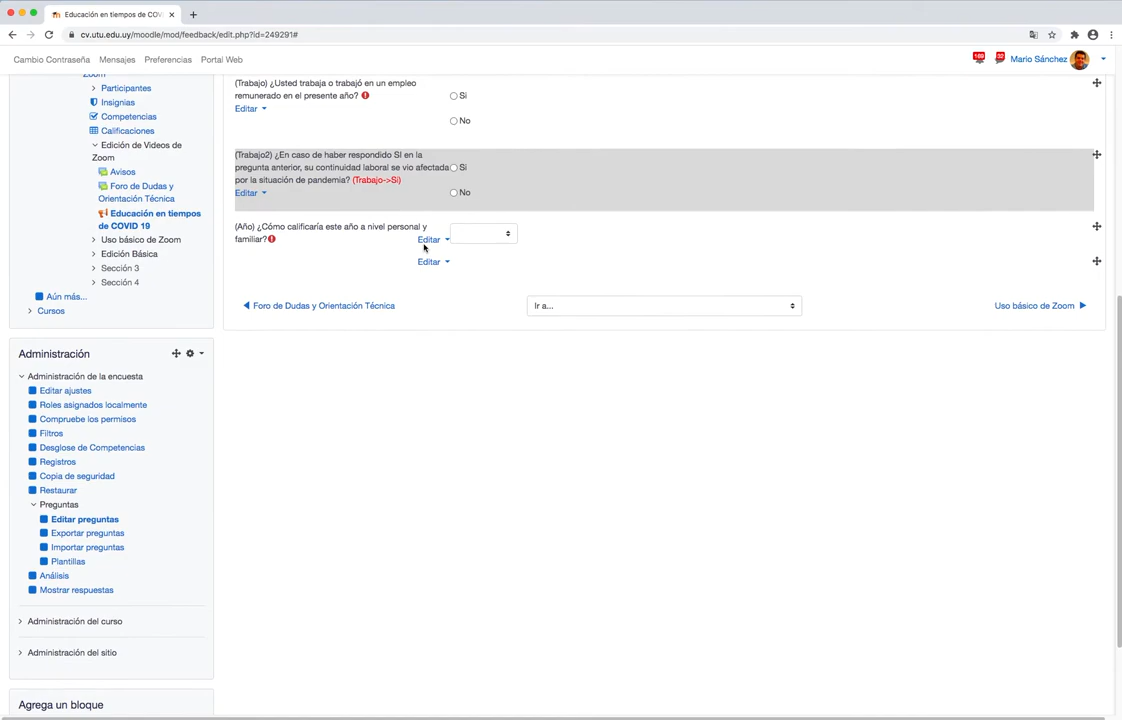 Educación en tiempos de COV
cv.utu.edu.uy/moodle/mod/feedback/edit.php?id=249291#
Cambio Contraseña Mensajes Preferencias Portal Web
Mario Sánchez
Zoom
Participantes
Insignias
Competencias
Calificaciones
Edición de Videos de
Zoom
Avisos
Foro de Dudas y
Orientación Técnica
Educación en tiempos
de COVID 19
Uso básico de Zoom
Edición Básica
Sección 3
Sección 4
Aún más...
Cursos
Administración
Administración de la encuesta
Editar ajustes
Roles asignados localmente
Compruebe los permisos
Filtros
Desglose de Competencias
Registros
Copia de seguridad
Restaurar
Preguntas
Editar preguntas
Exportar preguntas
Importar preguntas
Plantillas
Análisis
Mostrar respuestas
Administración del curso
Administración del sitio
Agrega un bloque
(Trabajo) ¿Usted trabaja o trabajó en un empleo
remunerado en el presente año?
Si
Editar
No
(Trabajo2) ¿En caso de haber respondido SI en la
pregunta anterior, su continuidad laboral se vio afectada
Si
por la situación de pandemia? (Trabajo->Si)
Editar
No
(Año) ¿Cómo calificaría este año a nivel personal y
familiar?
Editar
Editar
Foro de Dudas y Orientación Técnica
Ir a...
Uso básico de Zoom